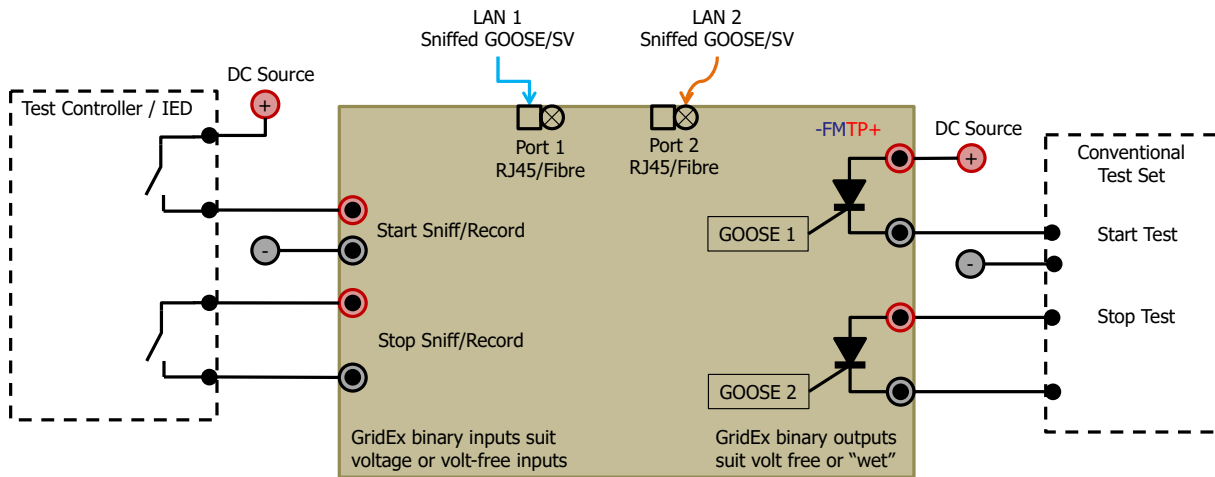 LAN 1
Sniffed GOOSE/SV
LAN 2
Sniffed GOOSE/SV
DC Source
+
Test Controller / IED
Port 1
RJ45/Fibre
Port 2
RJ45/Fibre
-FMTP+
DC Source
+
Conventional
Test Set
Start Sniff/Record
-
GOOSE 1
Start Test
-
Stop Sniff/Record
Stop Test
GOOSE 2
GridEx binary inputs suit
voltage or volt-free inputs
GridEx binary outputs
suit volt free or “wet”